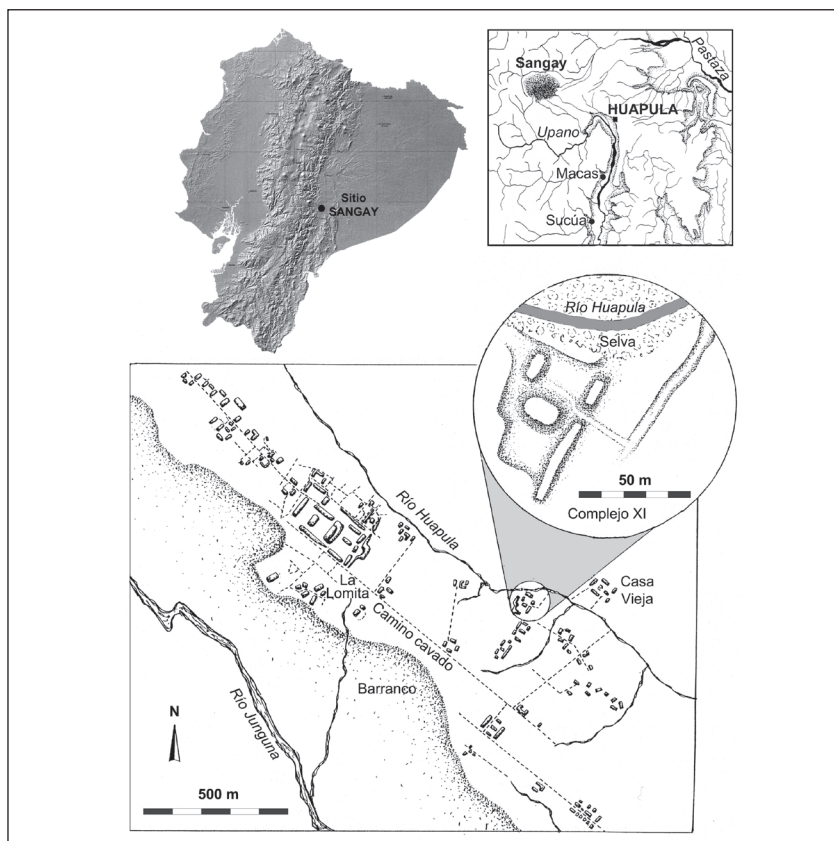 Sitio
SANGAY
Sangay
Pastaza
HUAPULA
Upano
Macas
Sucúa
Río Huapula
Selva
50 m
Complejo XI
Río Huapula
La
Lomita
Camino cavado
Casa
Vieja
Barranco
Río Junguna
N
500 m